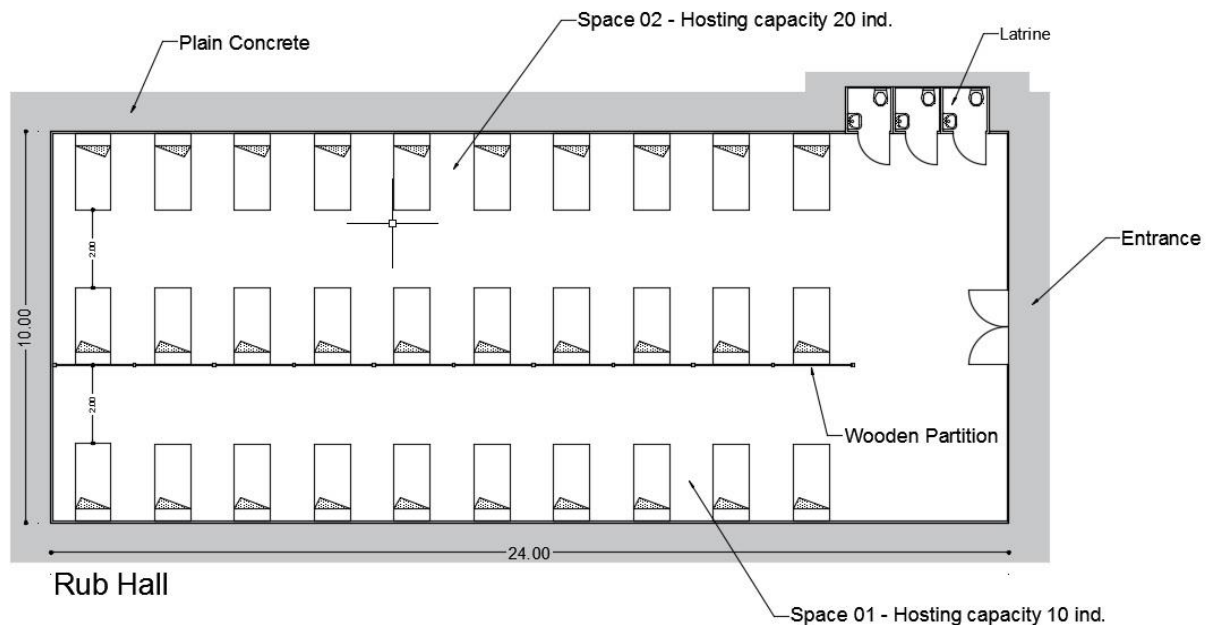 Space 02 - Hosting capacity 20 ind.
Plain Concrete
Latrine
Entrance
2.00
10.00
2.00
Wooden Partition
24.00
Rub Hall
Space 01 - Hosting capacity 10 ind.